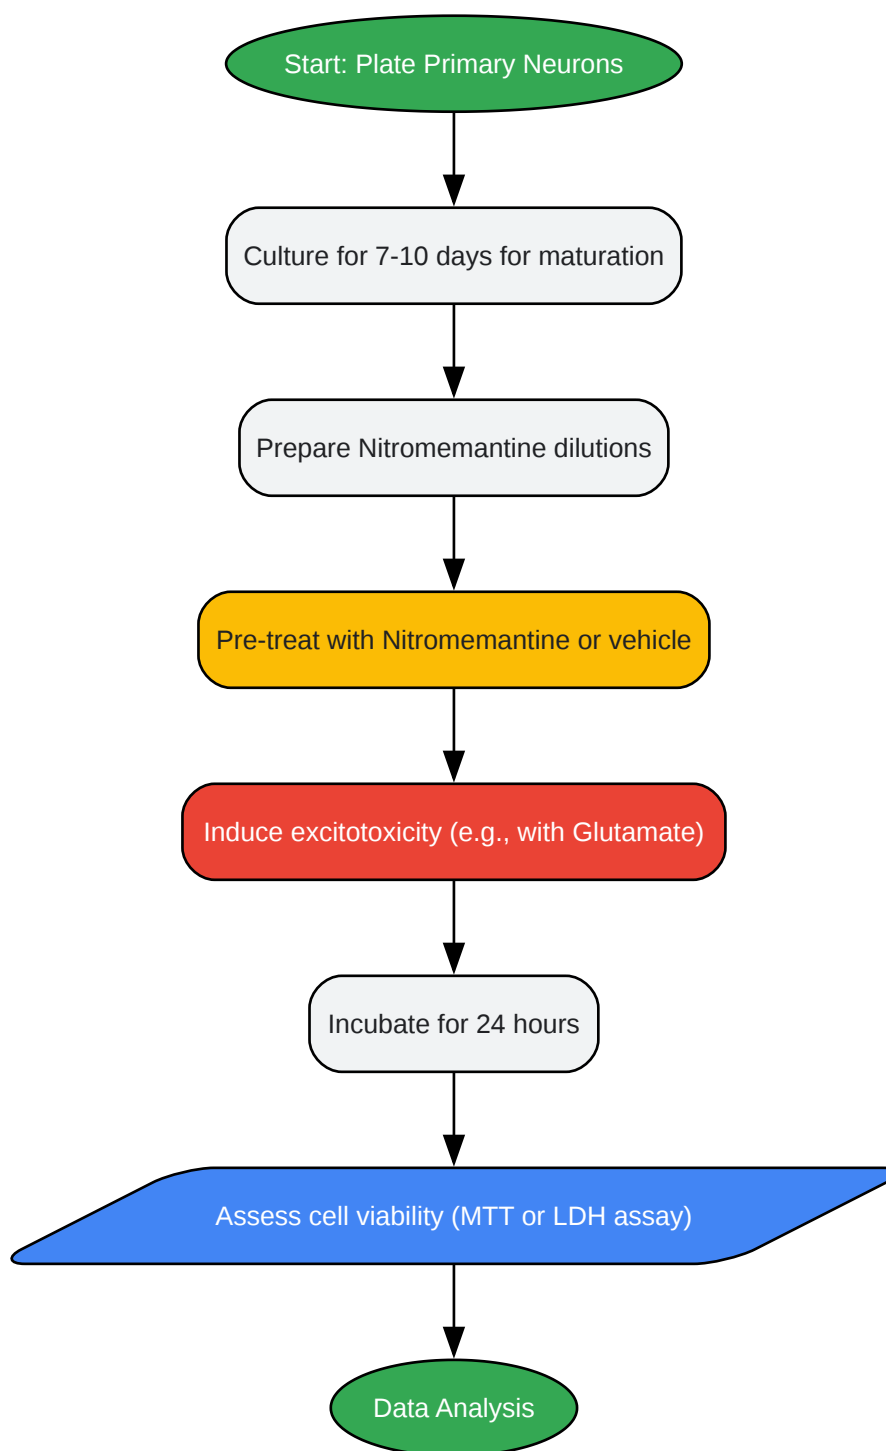 Start: Plate Primary Neurons
Culture for 7-10 days for maturation
Prepare Nitromemantine dilutions
Pre-treat with Nitromemantine or vehicle
Induce excitotoxicity (e.g., with Glutamate)
Incubate for 24 hours
Assess cell viability (MTT or LDH assay)
Data Analysis